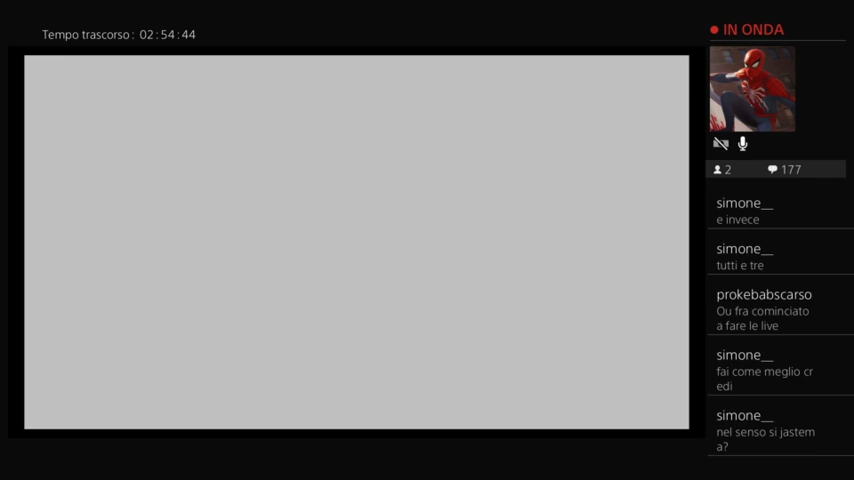 Tempo trascorso: 02:54:44
IN ONDA
2 177
simone__
e invece
simone__
tutti e tre
prokebabscarso
Ou fra cominciato
a fare le live
simone__
fai come meglio cr
edi
simone__
nel senso si jastem
a?